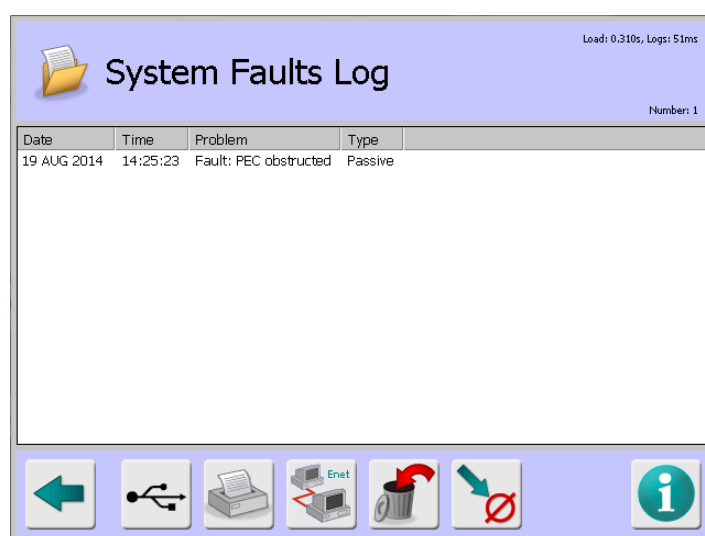 Load: 0.310s, Logs: 51ms
System Faults Log
Number: 1
Date Time Problem Type
19 AUG 2014 14:25:23 Fault: PEC obstructed Passive
Enet
i